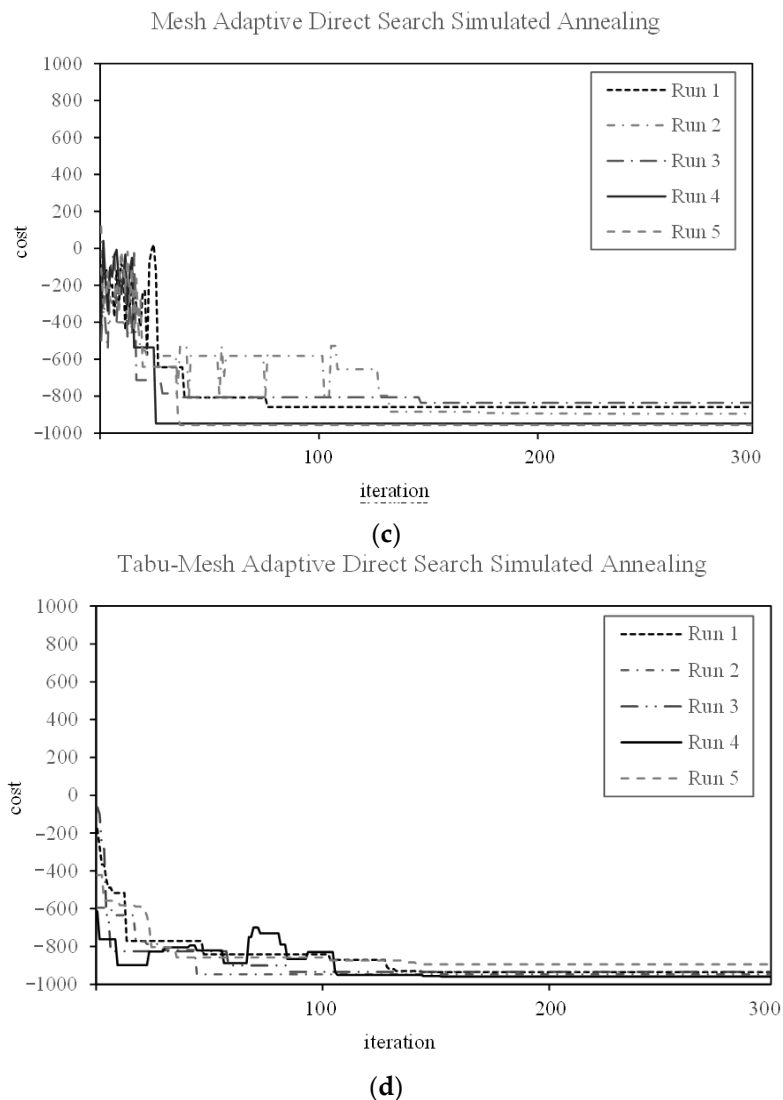 Mesh Adaptive Direct Search Simulated Annealing
1000
800
600
400
200
0
−200
−400
−600
−800
−1000
cost
Run 1
Run 2
Run 3
Run 4
Run 5
100
200
300
iteration
(c)
Tabu-Mesh Adaptive Direct Search Simulated Annealing
1000
800
600
400
200
0
−200
−400
−600
−800
−1000
cost
Run 1
Run 2
Run 3
Run 4
Run 5
100
200
300
iteration
(d)